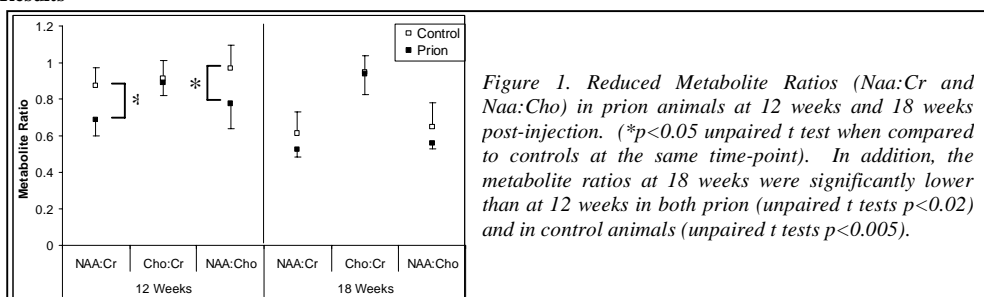 Results
1.2
1
0.8
0.6
0.4
0.2
0
Metabolite Ratio
□ Control
■ Prion
*
*
NAA:Cr Cho:Cr NAA:Cho NAA:Cr Cho:Cr NAA:Cho
12 Weeks 18 Weeks
Figure 1. Reduced Metabolite Ratios (Naa:Cr and
Naa:Cho) in prion animals at 12 weeks and 18 weeks
post-injection. (*p<0.05 unpaired t test when compared
to controls at the same time-point). In addition, the
metabolite ratios at 18 weeks were significantly lower
than at 12 weeks in both prion (unpaired t tests p<0.02)
and in control animals (unpaired t tests p<0.005).